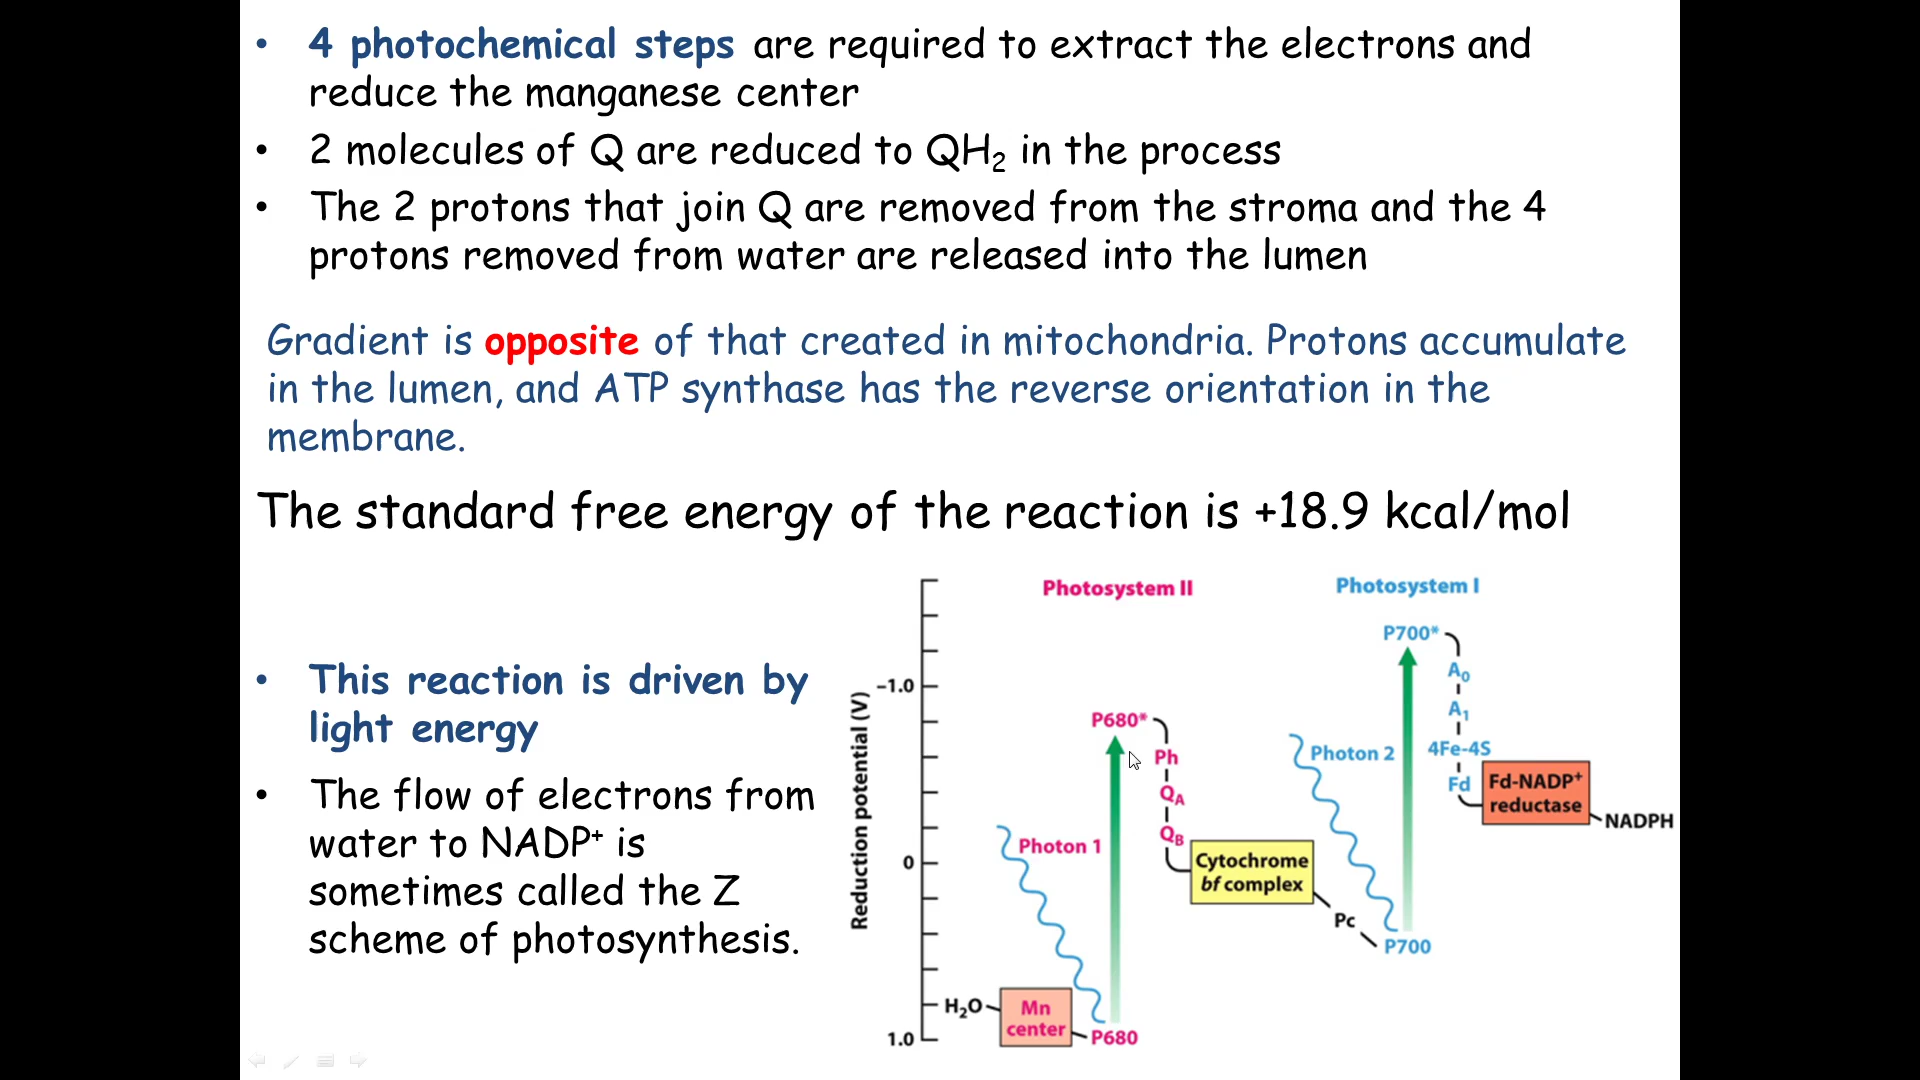 • 4 photochemical steps are required to extract the electrons and
reduce the manganese center
• 2 molecules of Q are reduced to QH₂ in the process
• The 2 protons that join Q are removed from the stroma and the 4
protons removed from water are released into the lumen
Gradient is opposite of that created in mitochondria. Protons accumulate
in the lumen, and ATP synthase has the reverse orientation in the
membrane.
The standard free energy of the reaction is +18.9 kcal/mol
• This reaction is driven by
light energy
• The flow of electrons from
water to NADP⁺ is
sometimes called the Z
scheme of photosynthesis.
Photosystem II
Photosystem I
Reduction potential (V)
–1.0
0
1.0
H₂O
Mn
center
P680
Photon 1
P680*
Ph
Q_A
Q_B
Cytochrome
bf complex
Pc
P700
Photon 2
P700*
A₀
A₁
4Fe-4S
Fd
Fd-NADP⁺
reductase
NADPH